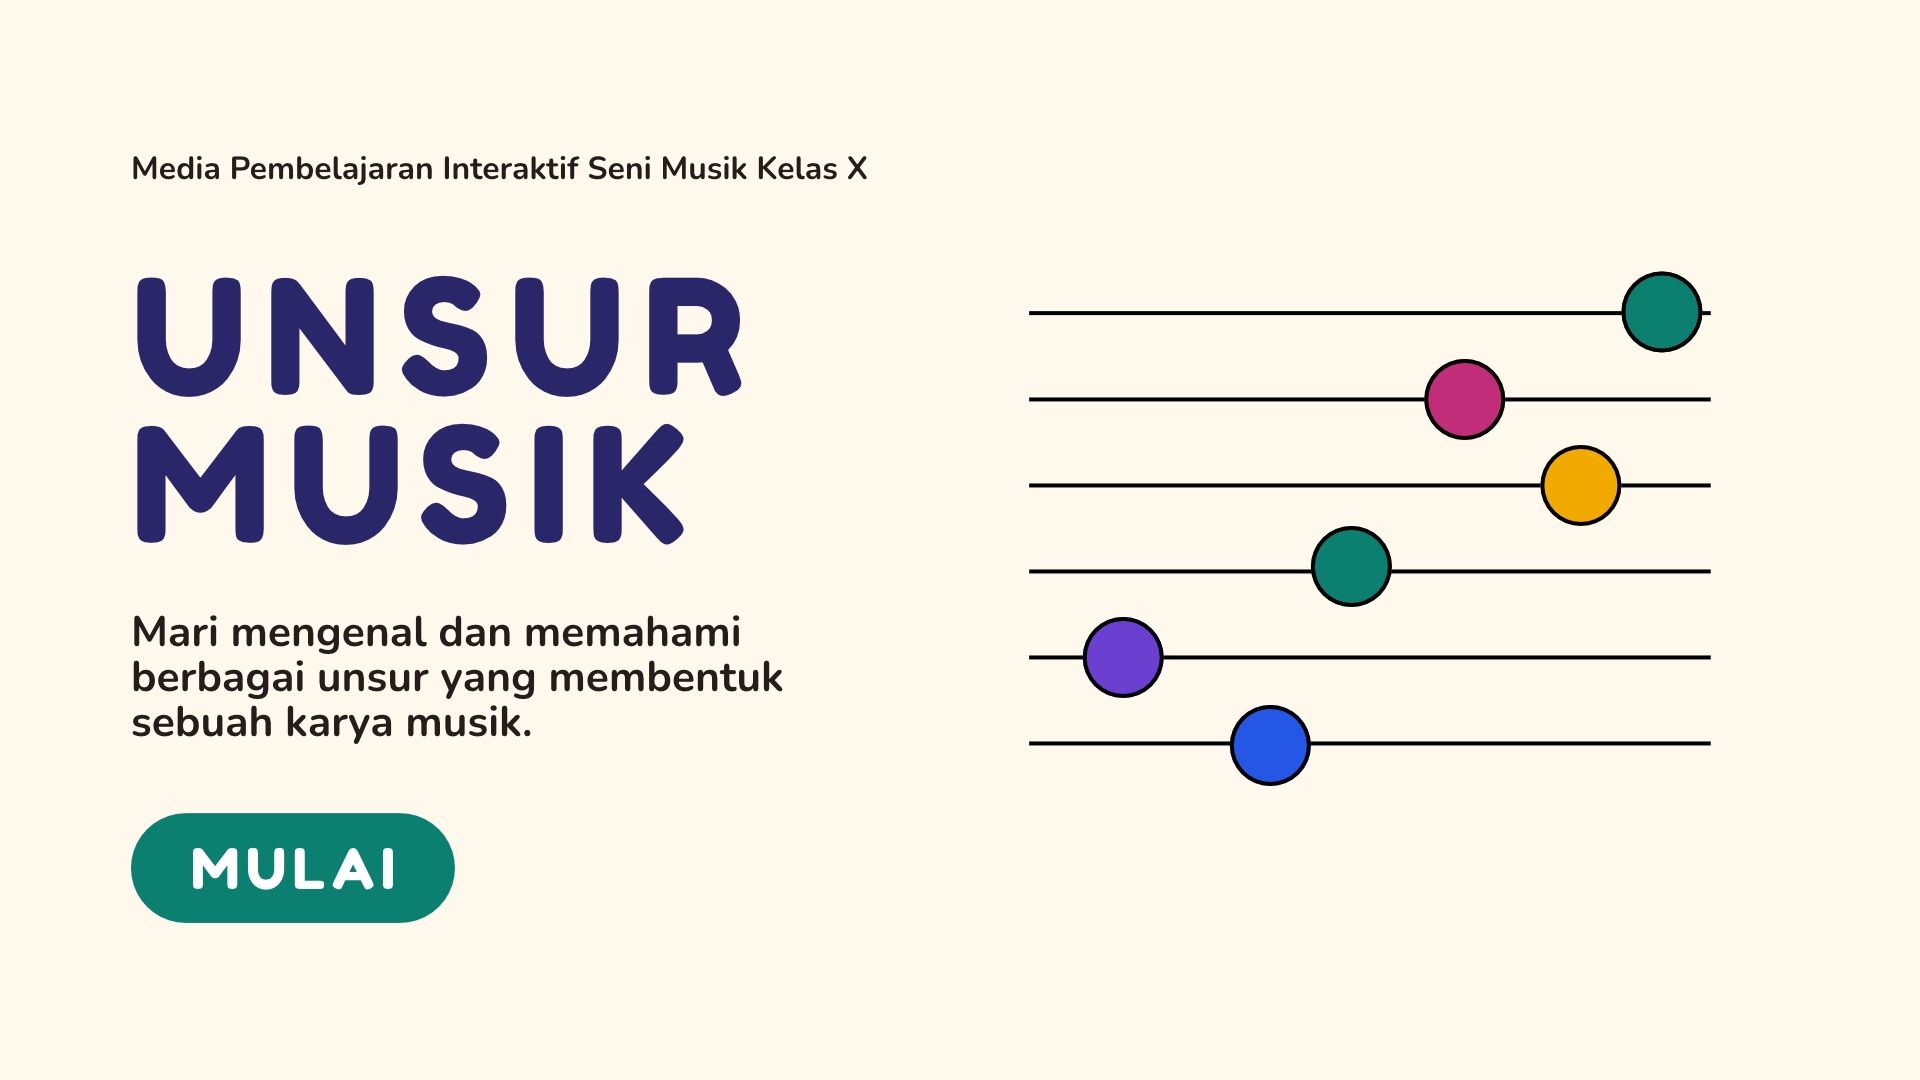 Media Pembelajaran Interaktif Seni Musik Kelas X
UNSUR
MUSIK
Mari mengenal dan memahami
berbagai unsur yang membentuk
sebuah karya musik.
MULAI